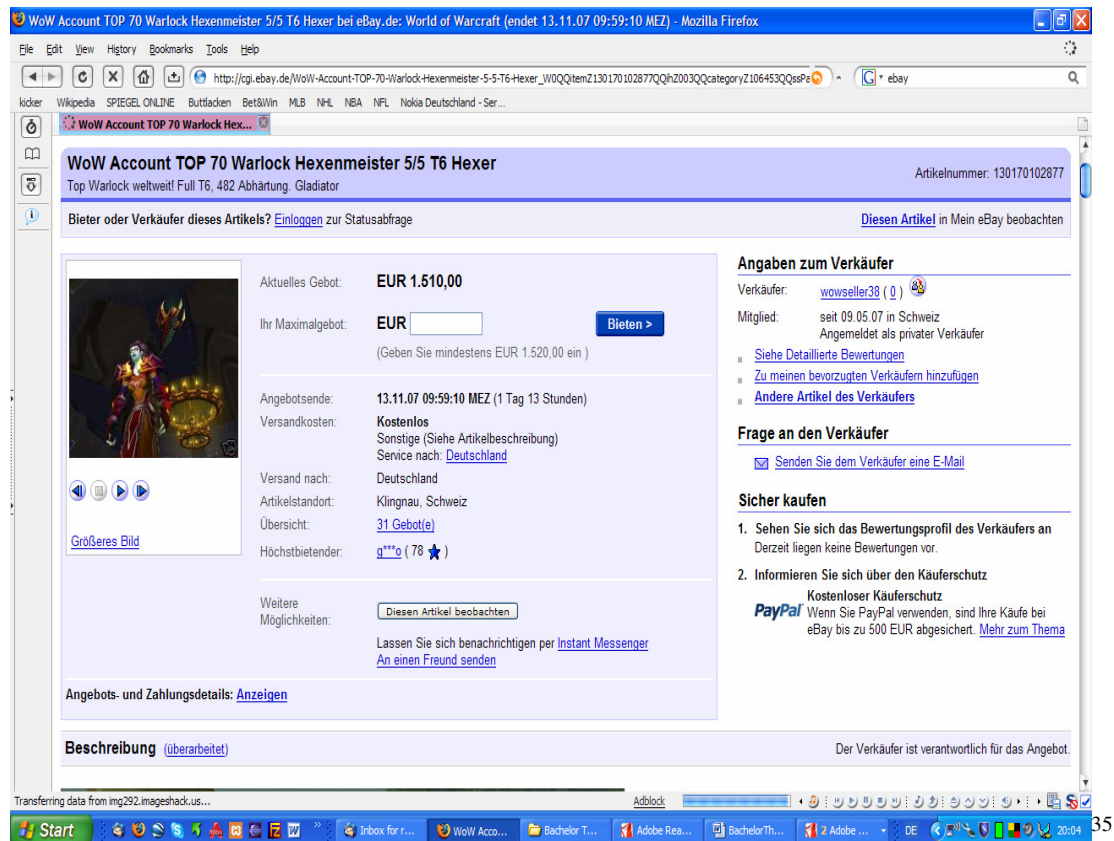 WoW Account TOP 70 Warlock Hexenmeister 5/5 T6 Hexer bei eBay.de: World of Warcraft (endet 13.11.07 09:59:10 MEZ) - Mozilla Firefox
File Edit View History Bookmarks Tools Help
http://cgi.ebay.de/WoW-Account-TOP-70-Warlock-Hexenmeister-5-5-T6-Hexer_W0QQitemZ130170102877QQihZ003QQcategoryZ106453QQssPa
ebay
kicker Wikipedia SPIEGEL ONLINE Buttlacken Bet&Win MLB NHL NBA NFL Nokia Deutschland - Ser...
WoW Account TOP 70 Warlock Hex...
WoW Account TOP 70 Warlock Hexenmeister 5/5 T6 Hexer
Top Warlock weltweit! Full T6, 482 Abhärtung. Gladiator
Artikelnummer: 130170102877
Bieter oder Verkäufer dieses Artikels? Einloggen zur Statusabfrage
Diesen Artikel in Mein eBay beobachten
Größeres Bild
Aktuelles Gebot: EUR 1.510,00
Ihr Maximalgebot: EUR Bieten >
(Geben Sie mindestens EUR 1.520,00 ein )
Angebotsende: 13.11.07 09:59:10 MEZ (1 Tag 13 Stunden)
Versandkosten: Kostenlos
Sonstige (Siehe Artikelbeschreibung)
Service nach: Deutschland
Versand nach: Deutschland
Artikelstandort: Klingnau, Schweiz
Übersicht: 31 Gebot(e)
Höchstbietender: g***o ( 78 )
Weitere
Möglichkeiten:
Diesen Artikel beobachten
Lassen Sie sich benachrichtigen per Instant Messenger
An einen Freund senden
Angebots- und Zahlungsdetails: Anzeigen
Angaben zum Verkäufer
Verkäufer: wowseller38 ( 0 )
Mitglied: seit 09.05.07 in Schweiz
Angemeldet als privater Verkäufer
Siehe Detaillierte Bewertungen
Zu meinen bevorzugten Verkäufern hinzufügen
Andere Artikel des Verkäufers
Frage an den Verkäufer
Senden Sie dem Verkäufer eine E-Mail
Sicher kaufen
1. Sehen Sie sich das Bewertungsprofil des Verkäufers an
Derzeit liegen keine Bewertungen vor.
2. Informieren Sie sich über den Käuferschutz
Kostenloser Käuferschutz
PayPal Wenn Sie PayPal verwenden, sind Ihre Käufe bei
eBay bis zu 500 EUR abgesichert. Mehr zum Thema
Beschreibung (überarbeitet)
Der Verkäufer ist verantwortlich für das Angebot.
Transferring data from img292.imageshack.us...
Adblock
Start Inbox for r... WoW Acco... Bachelor T... Adobe Rea... BachelorTh... 2 Adobe ... DE 20:04
35